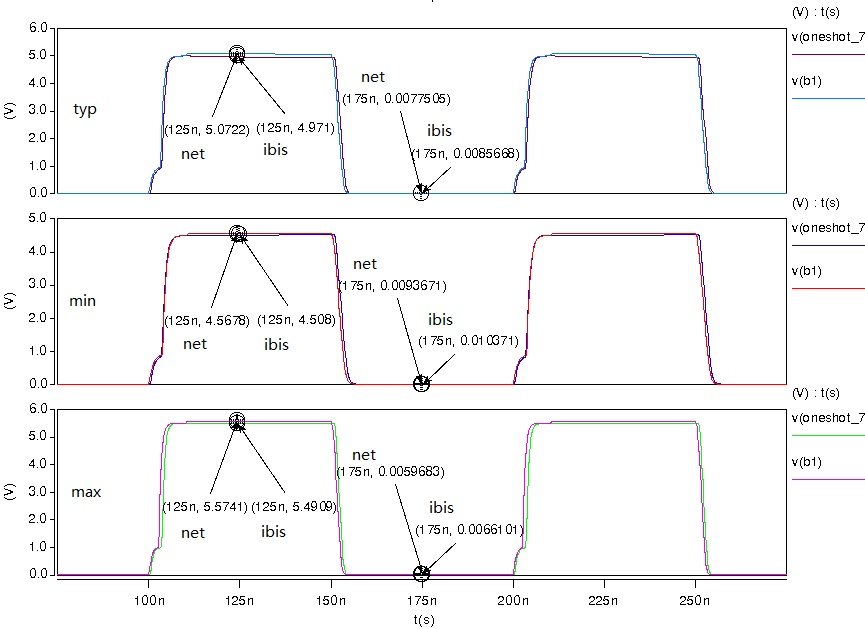 (V) : t(s)
6.0
v(oneshot_7
5.0
v(b1)
4.0
net
(175n, 0.0077505)
(V)
typ
3.0
(125n, 5.0722) (125n, 4.971)
ibis
2.0
net
ibis
(175n, 0.0085668)
1.0
0.0
(V) : t(s)
5.0
v(oneshot_7
4.0
net
v(b1)
3.0
(175n, 0.0093671)
(V)
min
2.0
(125n, 4.5678) (125n, 4.508)
ibis
net
ibis
(175n, 0.010371)
1.0
0.0
(V) : t(s)
6.0
v(oneshot_7
5.0
net
v(b1)
4.0
(175n, 0.0059683)
(V)
max
3.0
(125n, 5.5741) (125n, 5.4909)
ibis
2.0
net
ibis
(175n, 0.0066101)
1.0
0.0
100n 125n 150n 175n 200n 225n 250n
t(s)